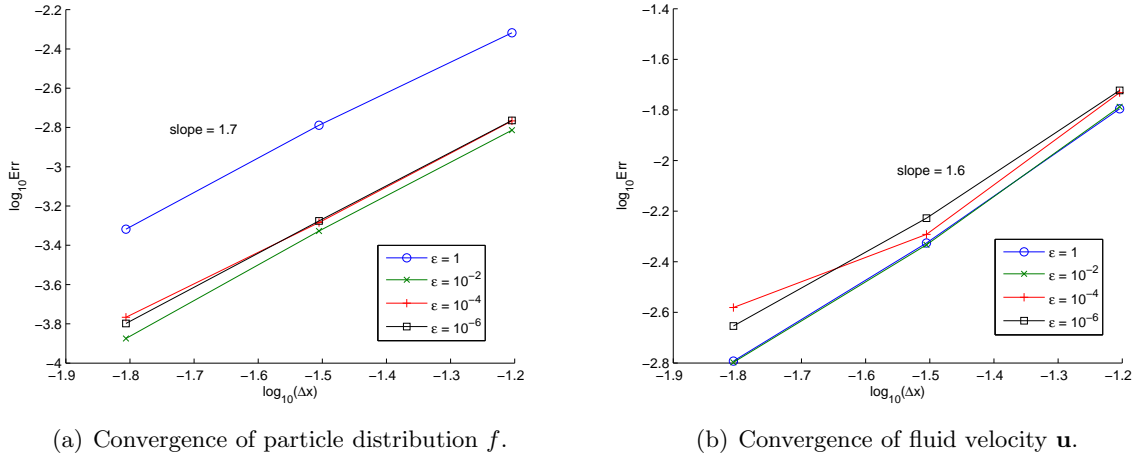 −2.2
−2.4
−2.6
−2.8
−3
−3.2
−3.4
−3.6
−3.8
−4
log₁₀Err
slope = 1.7
ε = 1
ε = 10⁻²
ε = 10⁻⁴
ε = 10⁻⁶
−1.9 −1.8 −1.7 −1.6 −1.5 −1.4 −1.3 −1.2
log₁₀(Δx)
(a) Convergence of particle distribution f.
−1.4
−1.6
−1.8
−2
−2.2
−2.4
−2.6
−2.8
log₁₀Err
slope = 1.6
ε = 1
ε = 10⁻²
ε = 10⁻⁴
ε = 10⁻⁶
−1.9 −1.8 −1.7 −1.6 −1.5 −1.4 −1.3 −1.2
log₁₀(Δx)
(b) Convergence of fluid velocity u.